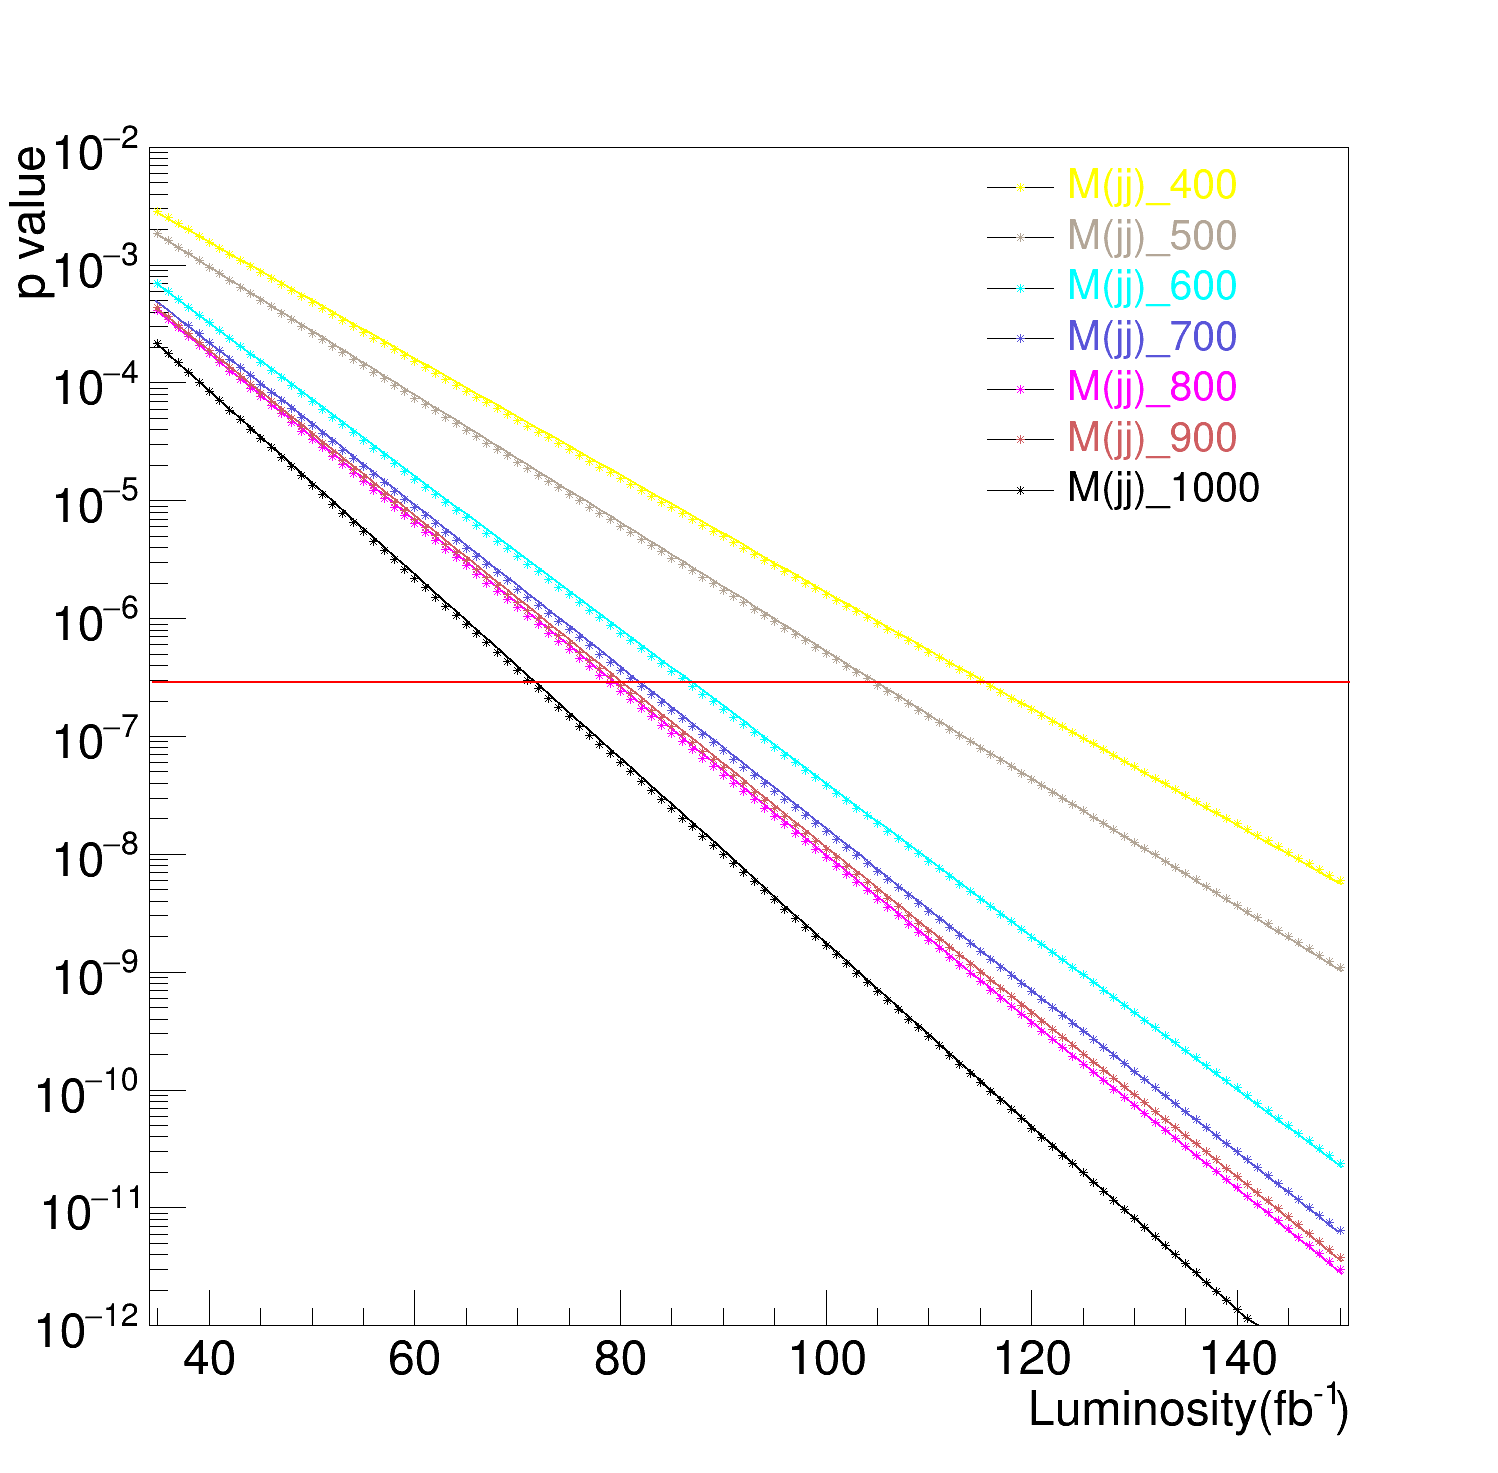 p value
10⁻²
10⁻³
10⁻⁴
10⁻⁵
10⁻⁶
10⁻⁷
10⁻⁸
10⁻⁹
10⁻¹⁰
10⁻¹¹
10⁻¹²
M(jj)_400
M(jj)_500
M(jj)_600
M(jj)_700
M(jj)_800
M(jj)_900
M(jj)_1000
40 60 80 100 120 140
Luminosity(fb⁻¹)